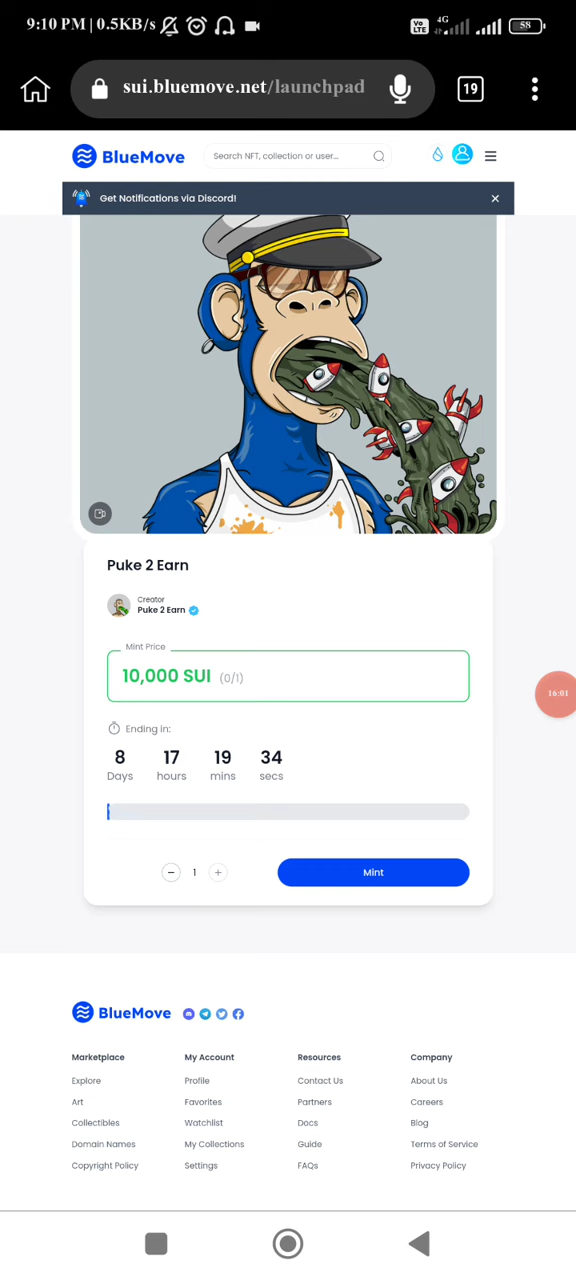 9:10 PM | 0.5KB/s
Vo LTE 4G 58
sui.bluemove.net/launchpad 19
BlueMove Search NFT, collection or user...
Get Notifications via Discord!
Puke 2 Earn
Creator
Puke 2 Earn
Mint Price
10,000 SUI (0/1)
16:01
Ending in:
8 17 19 34
Days hours mins secs
1 Mint
BlueMove
Marketplace My Account Resources Company
Explore Profile Contact Us About Us
Art Favorites Partners Careers
Collectibles Watchlist Docs Blog
Domain Names My Collections Guide Terms of Service
Copyright Policy Settings FAQs Privacy Policy